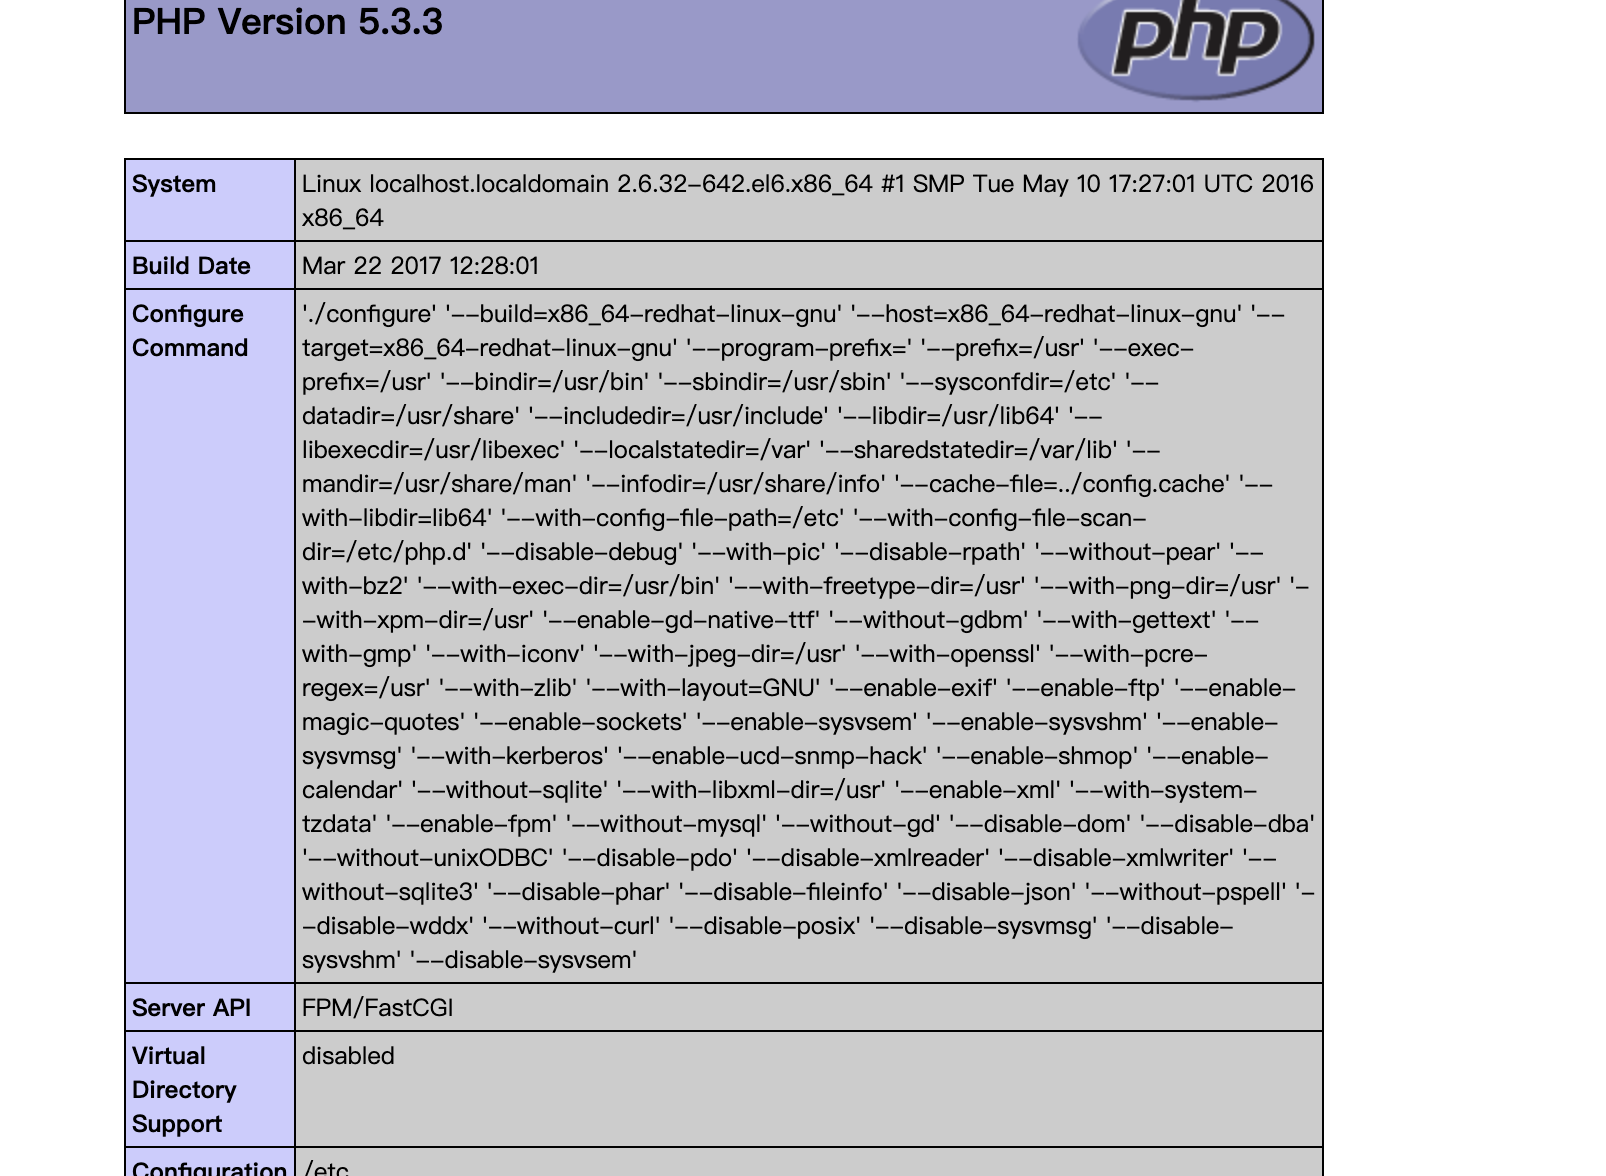 PHP Version 5.3.3
php
System
Linux localhost.localdomain 2.6.32-642.el6.x86_64 #1 SMP Tue May 10 17:27:01 UTC 2016
x86_64
Build Date
Mar 22 2017 12:28:01
Configure
Command
'./configure' '--build=x86_64-redhat-linux-gnu' '--host=x86_64-redhat-linux-gnu' '--
target=x86_64-redhat-linux-gnu' '--program-prefix=' '--prefix=/usr' '--exec-
prefix=/usr' '--bindir=/usr/bin' '--sbindir=/usr/sbin' '--sysconfdir=/etc' '--
datadir=/usr/share' '--includedir=/usr/include' '--libdir=/usr/lib64' '--
libexecdir=/usr/libexec' '--localstatedir=/var' '--sharedstatedir=/var/lib' '--
mandir=/usr/share/man' '--infodir=/usr/share/info' '--cache-file=../config.cache' '--
with-libdir=lib64' '--with-config-file-path=/etc' '--with-config-file-scan-
dir=/etc/php.d' '--disable-debug' '--with-pic' '--disable-rpath' '--without-pear' '--
with-bz2' '--with-exec-dir=/usr/bin' '--with-freetype-dir=/usr' '--with-png-dir=/usr' '-
-with-xpm-dir=/usr' '--enable-gd-native-ttf' '--without-gdbm' '--with-gettext' '--
with-gmp' '--with-iconv' '--with-jpeg-dir=/usr' '--with-openssl' '--with-pcre-
regex=/usr' '--with-zlib' '--with-layout=GNU' '--enable-exif' '--enable-ftp' '--enable-
magic-quotes' '--enable-sockets' '--enable-sysvsem' '--enable-sysvshm' '--enable-
sysvmsg' '--with-kerberos' '--enable-ucd-snmp-hack' '--enable-shmop' '--enable-
calendar' '--without-sqlite' '--with-libxml-dir=/usr' '--enable-xml' '--with-system-
tzdata' '--enable-fpm' '--without-mysql' '--without-gd' '--disable-dom' '--disable-dba'
'--without-unixODBC' '--disable-pdo' '--disable-xmlreader' '--disable-xmlwriter' '--
without-sqlite3' '--disable-phar' '--disable-fileinfo' '--disable-json' '--without-pspell' '-
-disable-wddx' '--without-curl' '--disable-posix' '--disable-sysvmsg' '--disable-
sysvshm' '--disable-sysvsem'
Server API
FPM/FastCGI
Virtual
Directory
Support
disabled
Configuration
/etc